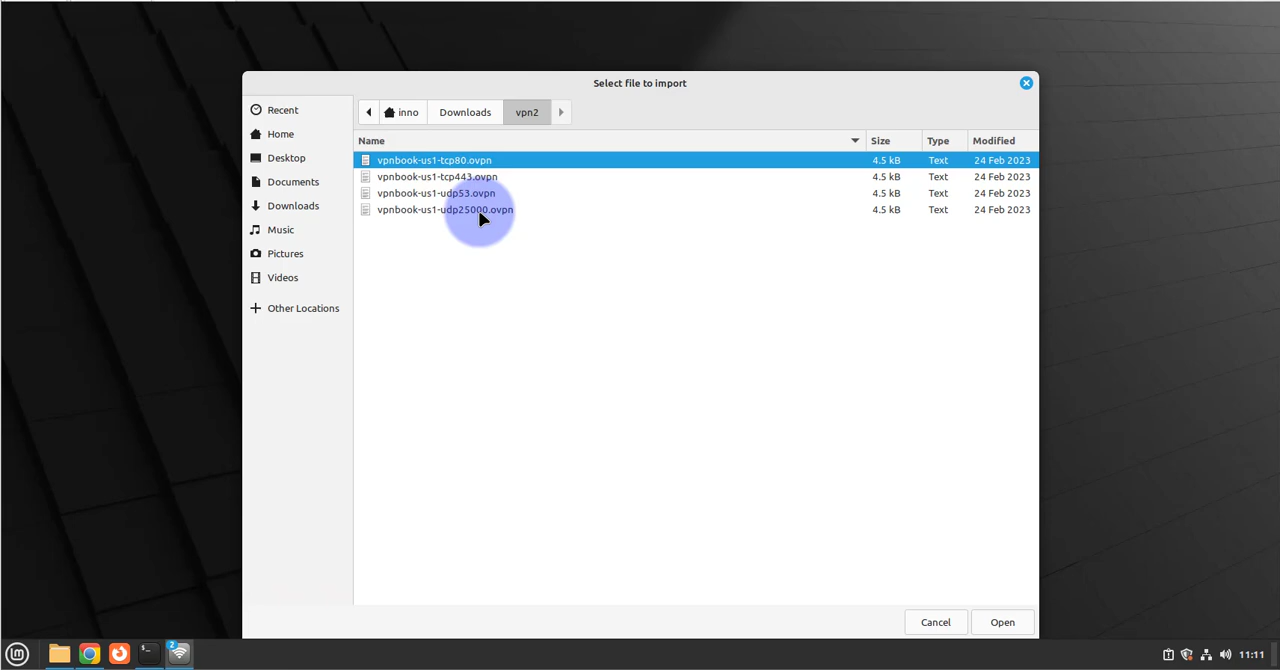 Select file to import
Recent
Home
Desktop
Documents
Downloads
Music
Pictures
Videos
Other Locations
inno Downloads vpn2
Name Size Type Modified
vpnbook-us1-tcp80.ovpn 4.5 kB Text 24 Feb 2023
vpnbook-us1-tcp443.ovpn 4.5 kB Text 24 Feb 2023
vpnbook-us1-udp53.ovpn 4.5 kB Text 24 Feb 2023
vpnbook-us1-udp25000.ovpn 4.5 kB Text 24 Feb 2023
Cancel Open
2
11:11